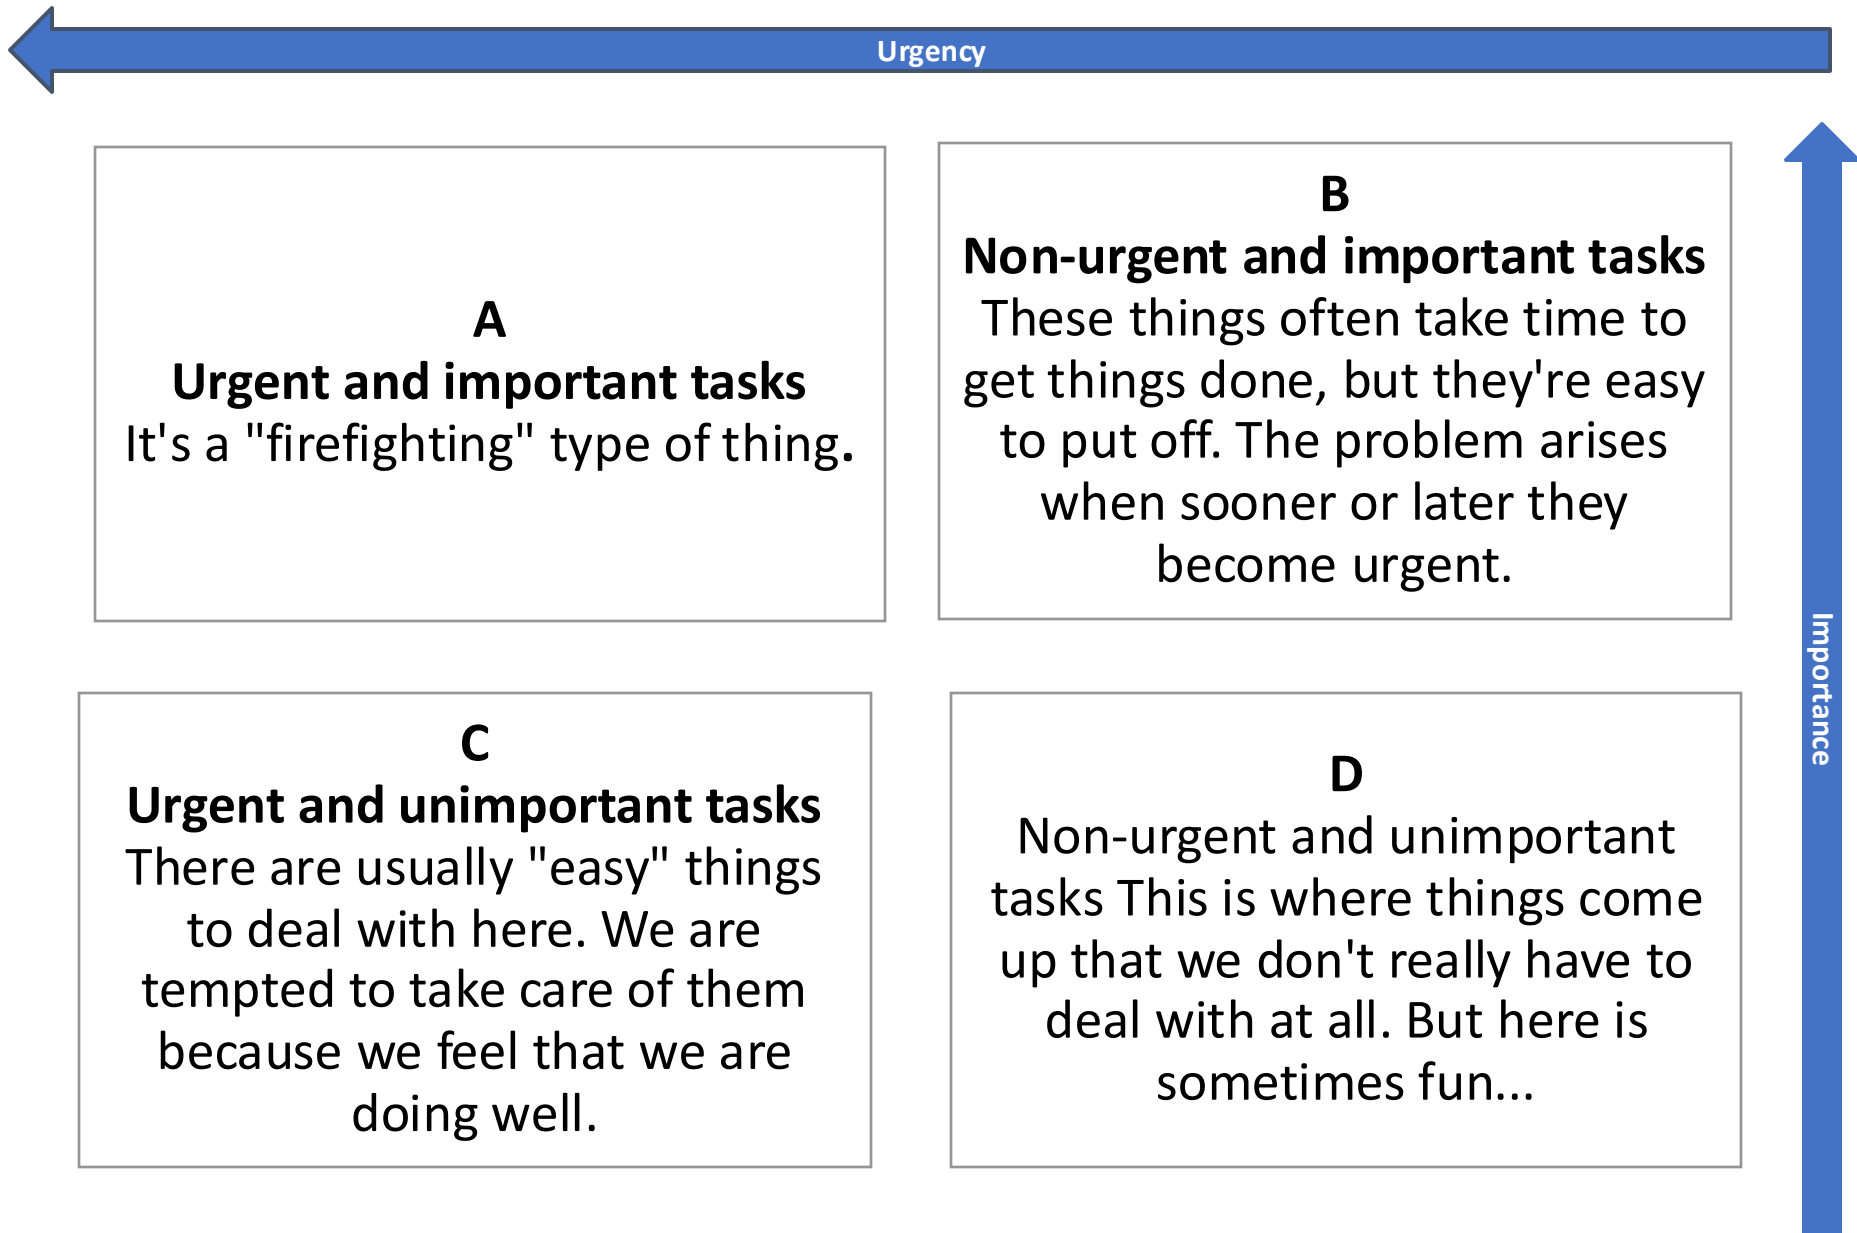 Urgency
A
Urgent and important tasks
It's a "firefighting" type of thing.
B
Non-urgent and important tasks
These things often take time to
get things done, but they're easy
to put off. The problem arises
when sooner or later they
become urgent.
Importance
C
Urgent and unimportant tasks
There are usually "easy" things
to deal with here. We are
tempted to take care of them
because we feel that we are
doing well.
D
Non-urgent and unimportant
tasks This is where things come
up that we don't really have to
deal with at all. But here is
sometimes fun...